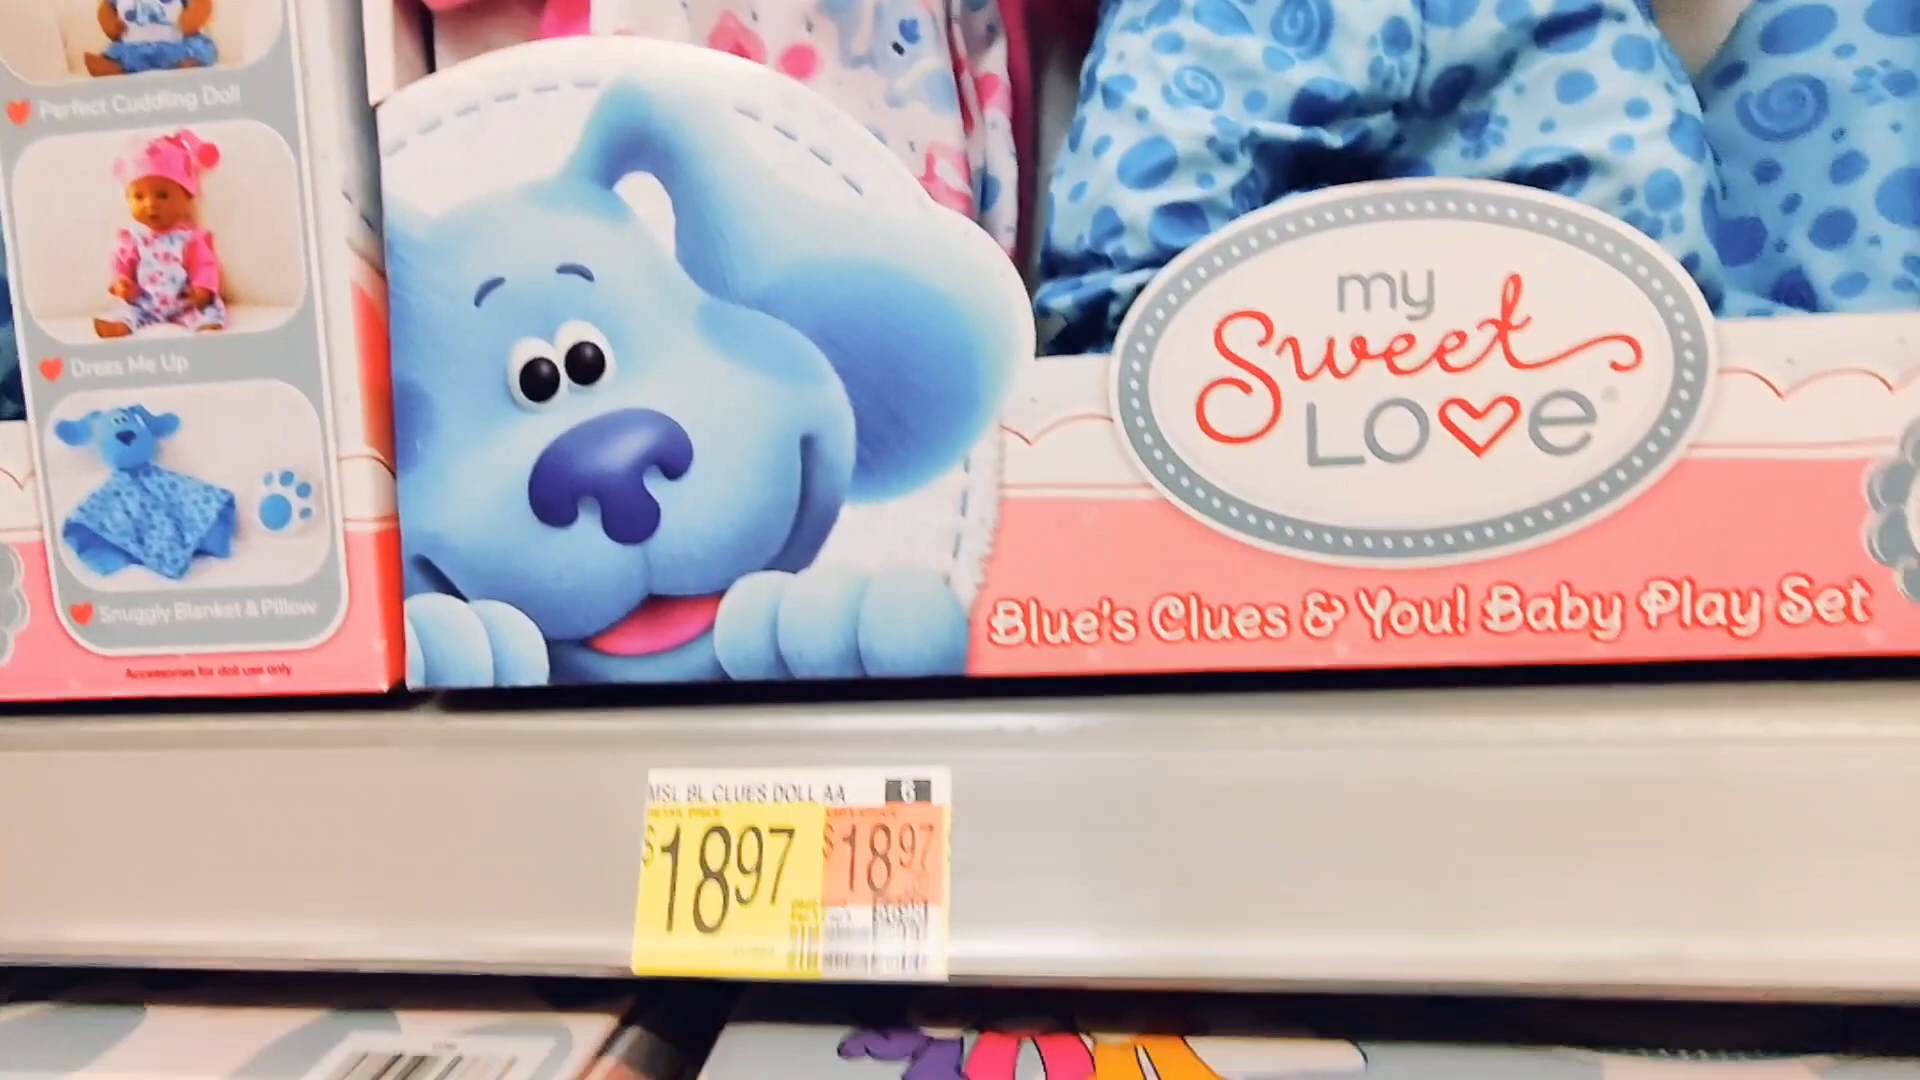 Perfect Cuddling Doll
Dress Me Up
Snuggly Blanket & Pillow
Accessories for doll use only
my
Sweet
Love
Blue's Clues & You! Baby Play Set
MSL BL CLUES DOLL AA
6
$18 97
$18 97